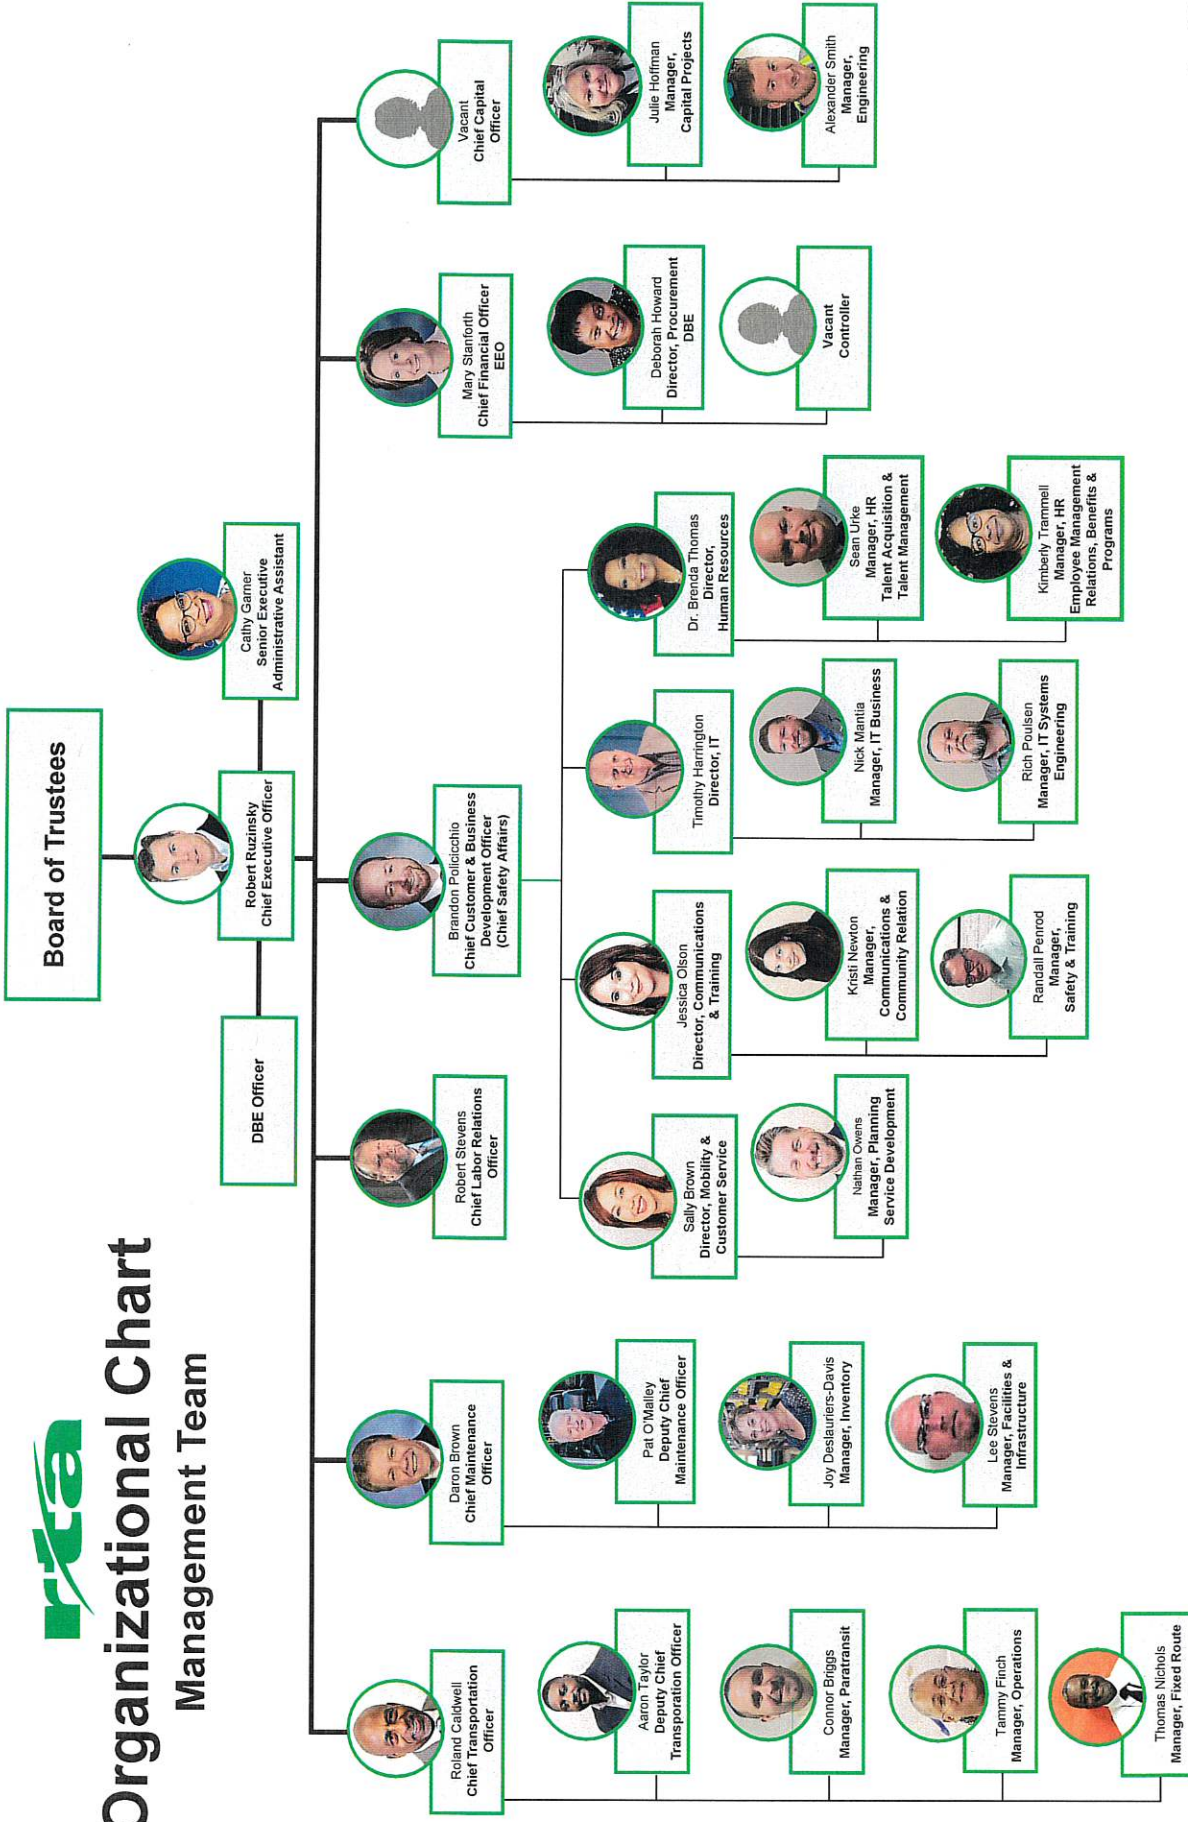 rta
Organizational Chart
Management Team
Board of Trustees
Robert Ruzinsky
Chief Executive Officer
DBE Officer
Cathy Garner
Senior Executive
Administrative Assistant
Roland Caldwell
Chief Transportation
Officer
Aaron Taylor
Deputy Chief
Transporation Officer
Connor Briggs
Manager, Paratransit
Tammy Finch
Manager, Operations
Thomas Nichols
Manager, Fixed Route
Daron Brown
Chief Maintenance
Officer
Pat O'Malley
Deputy Chief
Maintenance Officer
Joy Deslauriers-Davis
Manager, Inventory
Lee Stevens
Manager, Facilities &
Infrastructure
Robert Stevens
Chief Labor Relations
Officer
Brandon Policicchio
Chief Customer & Business
Development Officer
(Chief Safety Affairs)
Sally Brown
Director, Mobility &
Customer Service
Nathan Owens
Manager, Planning
Service Development
Jessica Olson
Director, Communications
& Training
Kristi Newton
Manager,
Communications &
Community Relation
Randall Penrod
Manager,
Safety & Training
Timothy Harrington
Director, IT
Nick Mantia
Manager, IT Business
Rich Poulsen
Manager, IT Systems
Engineering
Dr. Brenda Thomas
Director,
Human Resources
Sean Urke
Manager, HR
Talent Acquisition &
Talent Management
Kimberly Trammell
Manager, HR
Employee Management
Relations, Benefits &
Programs
Mary Stanforth
Chief Financial Officer
EEO
Deborah Howard
Director, Procurement
DBE
Vacant
Controller
Vacant
Chief Capital
Officer
Julie Hoffman
Manager,
Capital Projects
Alexander Smith
Manager,
Engineering